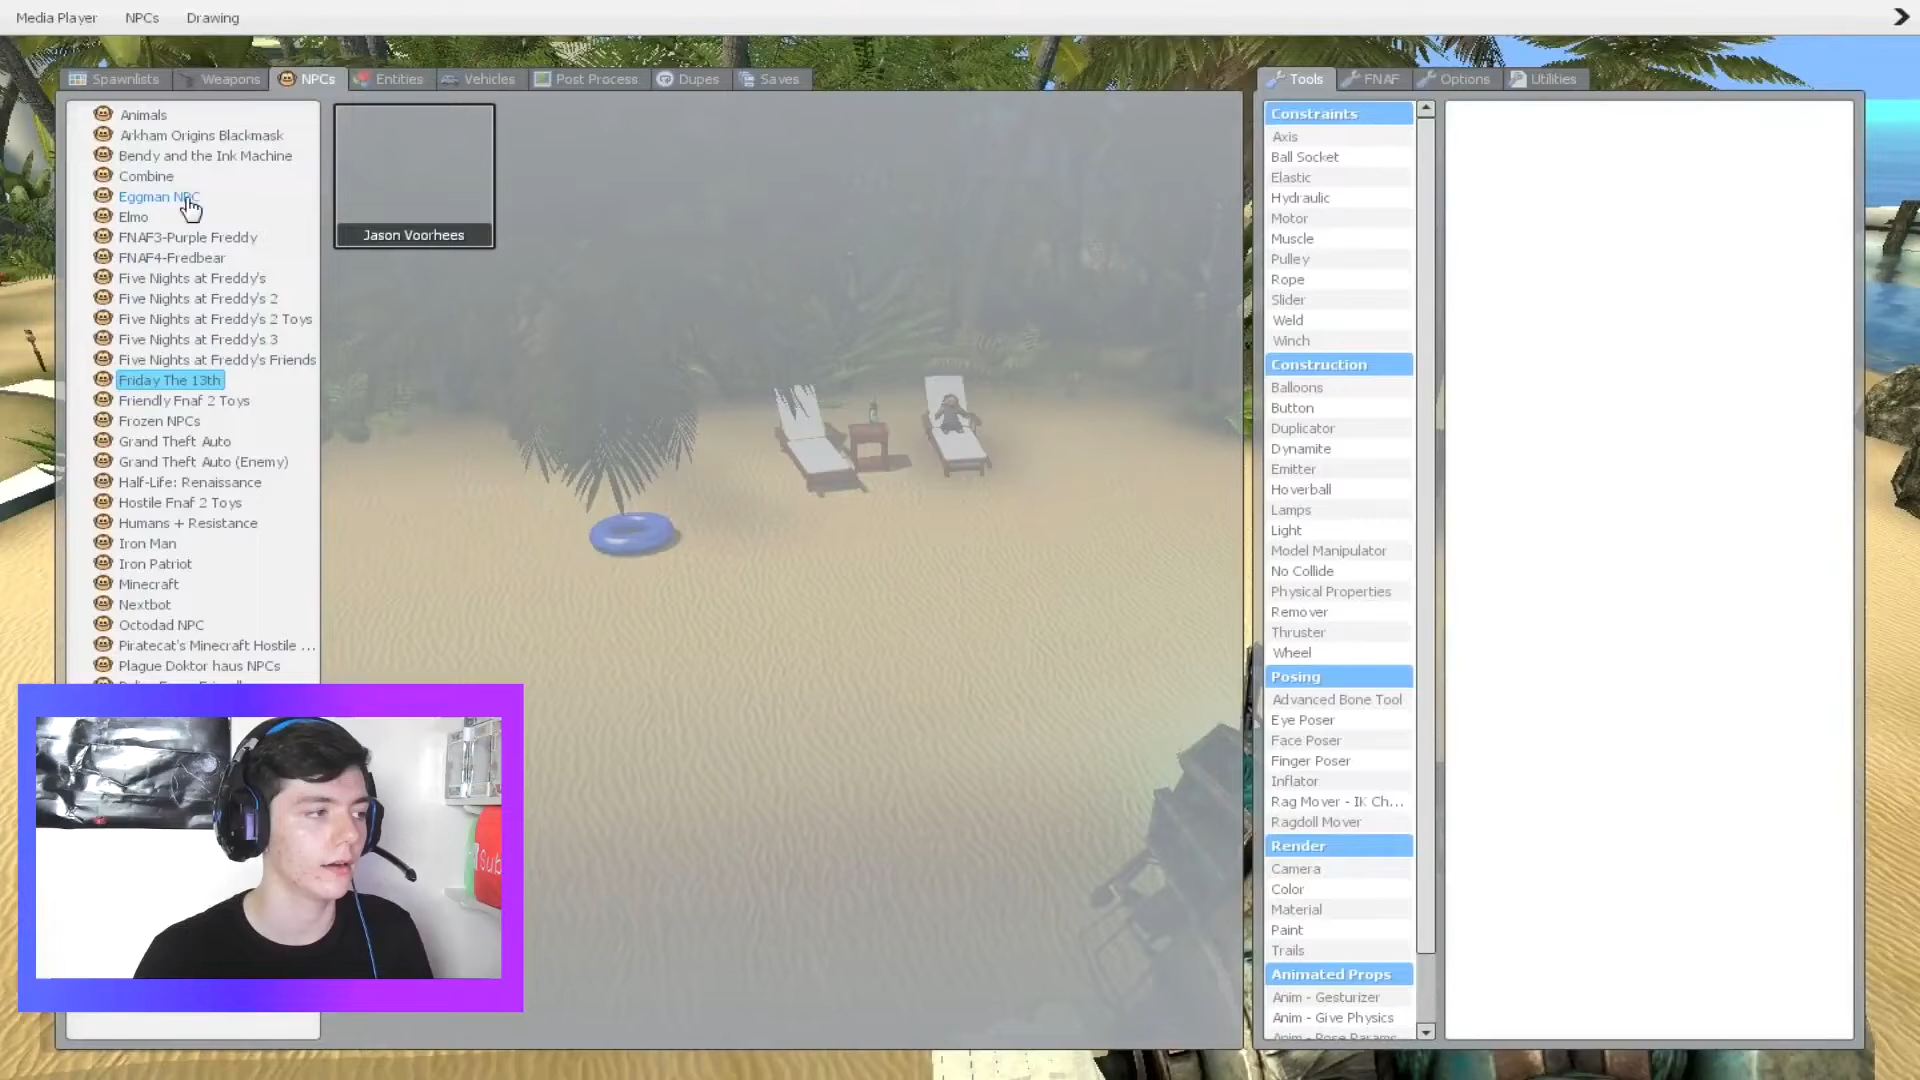 Media Player
NPCs
Drawing
Spawnlists
Weapons
NPCs
Entities
Vehicles
Post Process
Dupes
Saves
Tools
FNAF
Options
Utilities
Animals
Arkham Origins Blackmask
Bendy and the Ink Machine
Combine
Eggman NPC
Elmo
FNAF3-Purple Freddy
FNAF4-Fredbear
Five Nights at Freddy's
Five Nights at Freddy's 2
Five Nights at Freddy's 2 Toys
Five Nights at Freddy's 3
Five Nights at Freddy's Friends
Friday The 13th
Friendly Fnaf 2 Toys
Frozen NPCs
Grand Theft Auto
Grand Theft Auto (Enemy)
Half-Life: Renaissance
Hostile Fnaf 2 Toys
Humans + Resistance
Iron Man
Iron Patriot
Minecraft
Nextbot
Octodad NPC
Piratecat's Minecraft Hostile ...
Plague Doktor haus NPCs
Jason Voorhees
Constraints
Axis
Ball Socket
Elastic
Hydraulic
Motor
Muscle
Pulley
Rope
Slider
Weld
Winch
Construction
Balloons
Button
Duplicator
Dynamite
Emitter
Hoverball
Lamps
Light
Model Manipulator
No Collide
Physical Properties
Remover
Thruster
Wheel
Posing
Advanced Bone Tool
Eye Poser
Face Poser
Finger Poser
Inflator
Rag Mover - IK Ch...
Ragdoll Mover
Render
Camera
Color
Material
Paint
Trails
Animated Props
Anim - Gesturizer
Anim - Give Physics
Anim - Pose Params
Sub